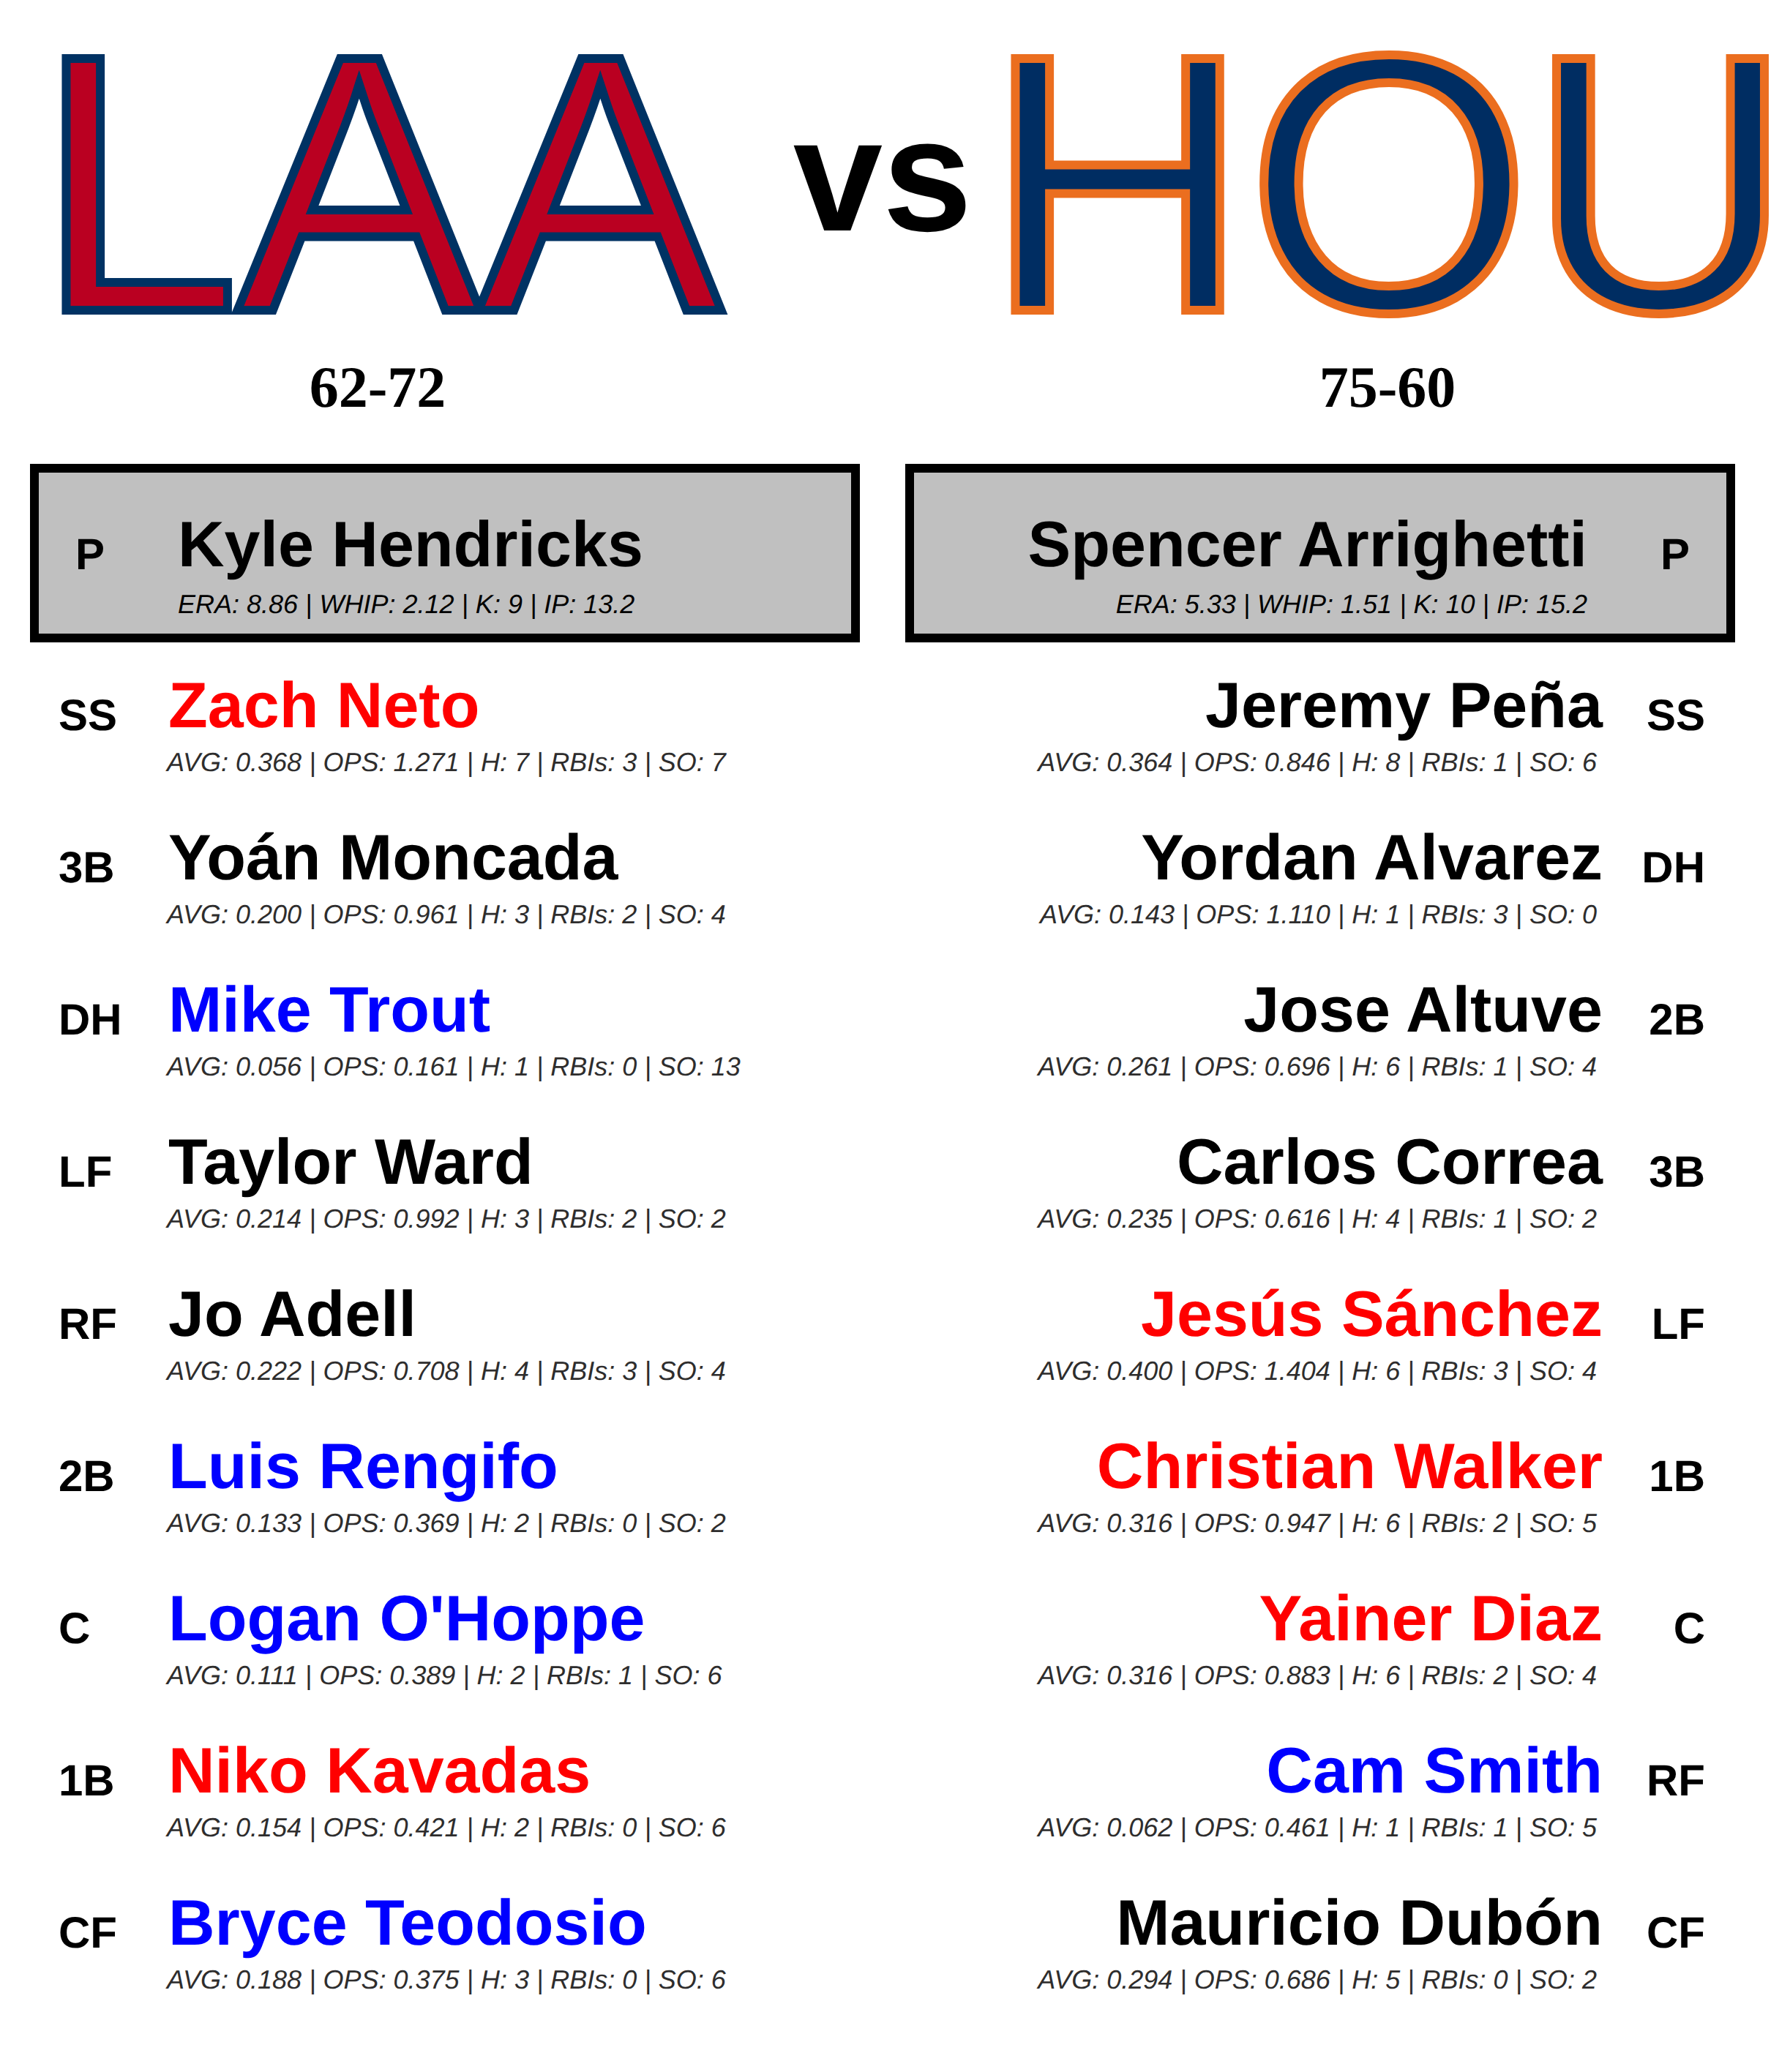 LAA vs HOU
62-72 75-60
P Kyle Hendricks
ERA: 8.86 | WHIP: 2.12 | K: 9 | IP: 13.2
Spencer Arrighetti P
ERA: 5.33 | WHIP: 1.51 | K: 10 | IP: 15.2
SS Zach Neto
AVG: 0.368 | OPS: 1.271 | H: 7 | RBIs: 3 | SO: 7
3B Yoán Moncada
AVG: 0.200 | OPS: 0.961 | H: 3 | RBIs: 2 | SO: 4
DH Mike Trout
AVG: 0.056 | OPS: 0.161 | H: 1 | RBIs: 0 | SO: 13
LF Taylor Ward
AVG: 0.214 | OPS: 0.992 | H: 3 | RBIs: 2 | SO: 2
RF Jo Adell
AVG: 0.222 | OPS: 0.708 | H: 4 | RBIs: 3 | SO: 4
2B Luis Rengifo
AVG: 0.133 | OPS: 0.369 | H: 2 | RBIs: 0 | SO: 2
C Logan O'Hoppe
AVG: 0.111 | OPS: 0.389 | H: 2 | RBIs: 1 | SO: 6
1B Niko Kavadas
AVG: 0.154 | OPS: 0.421 | H: 2 | RBIs: 0 | SO: 6
CF Bryce Teodosio
AVG: 0.188 | OPS: 0.375 | H: 3 | RBIs: 0 | SO: 6
Jeremy Peña SS
AVG: 0.364 | OPS: 0.846 | H: 8 | RBIs: 1 | SO: 6
Yordan Alvarez DH
AVG: 0.143 | OPS: 1.110 | H: 1 | RBIs: 3 | SO: 0
Jose Altuve 2B
AVG: 0.261 | OPS: 0.696 | H: 6 | RBIs: 1 | SO: 4
Carlos Correa 3B
AVG: 0.235 | OPS: 0.616 | H: 4 | RBIs: 1 | SO: 2
Jesús Sánchez LF
AVG: 0.400 | OPS: 1.404 | H: 6 | RBIs: 3 | SO: 4
Christian Walker 1B
AVG: 0.316 | OPS: 0.947 | H: 6 | RBIs: 2 | SO: 5
Yainer Diaz C
AVG: 0.316 | OPS: 0.883 | H: 6 | RBIs: 2 | SO: 4
Cam Smith RF
AVG: 0.062 | OPS: 0.461 | H: 1 | RBIs: 1 | SO: 5
Mauricio Dubón CF
AVG: 0.294 | OPS: 0.686 | H: 5 | RBIs: 0 | SO: 2